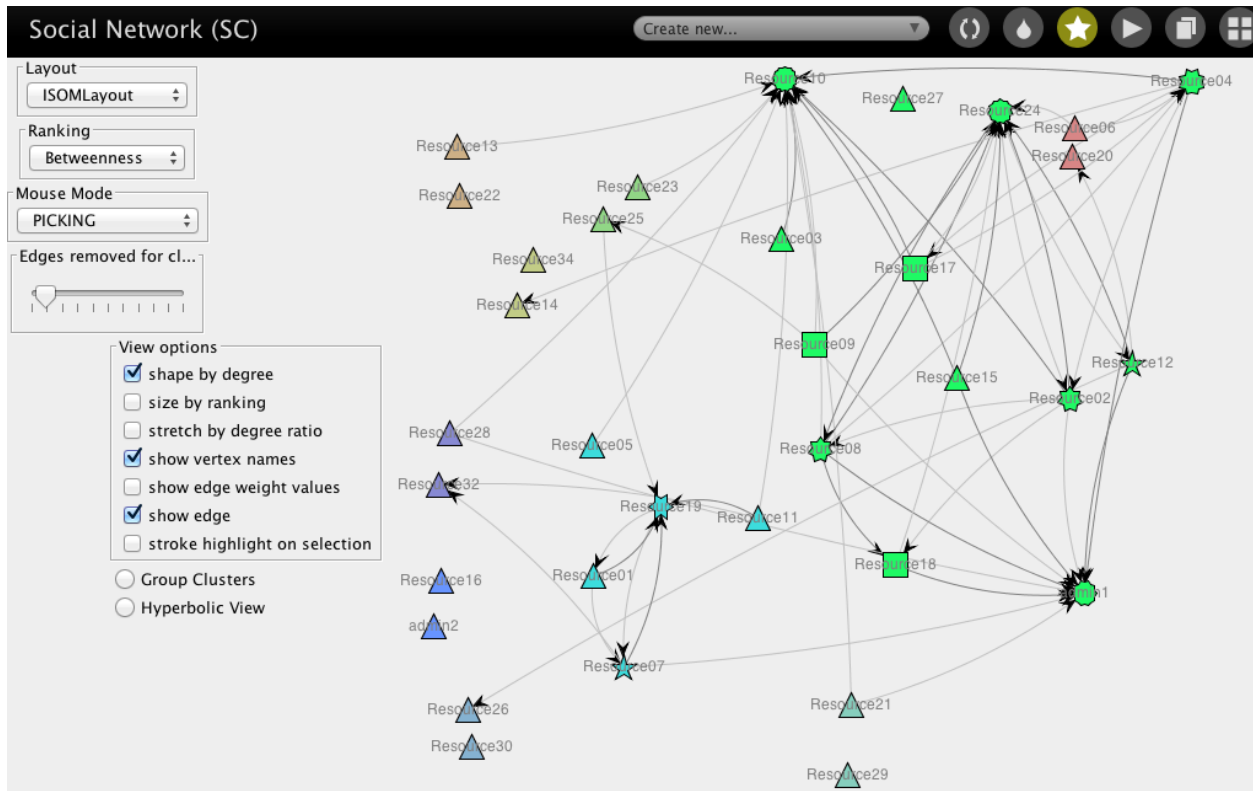 Social Network (SC)
Create new...
Layout
ISOMLayout
Ranking
Betweenness
Mouse Mode
PICKING
Edges removed for cl...
View options
shape by degree
size by ranking
stretch by degree ratio
show vertex names
show edge weight values
show edge
stroke highlight on selection
Group Clusters
Hyperbolic View
Resource10
Resource04
Resource27
Resource24
Resource06
Resource13
Resource20
Resource23
Resource22
Resource25
Resource03
Resource34
Resource17
Resource14
Resource09
Resource12
Resource15
Resource02
Resource28
Resource05
Resource08
Resource32
Resource19
Resource11
Resource18
Resource16
Resource01
admin1
admin2
Resource07
Resource26
Resource21
Resource30
Resource29